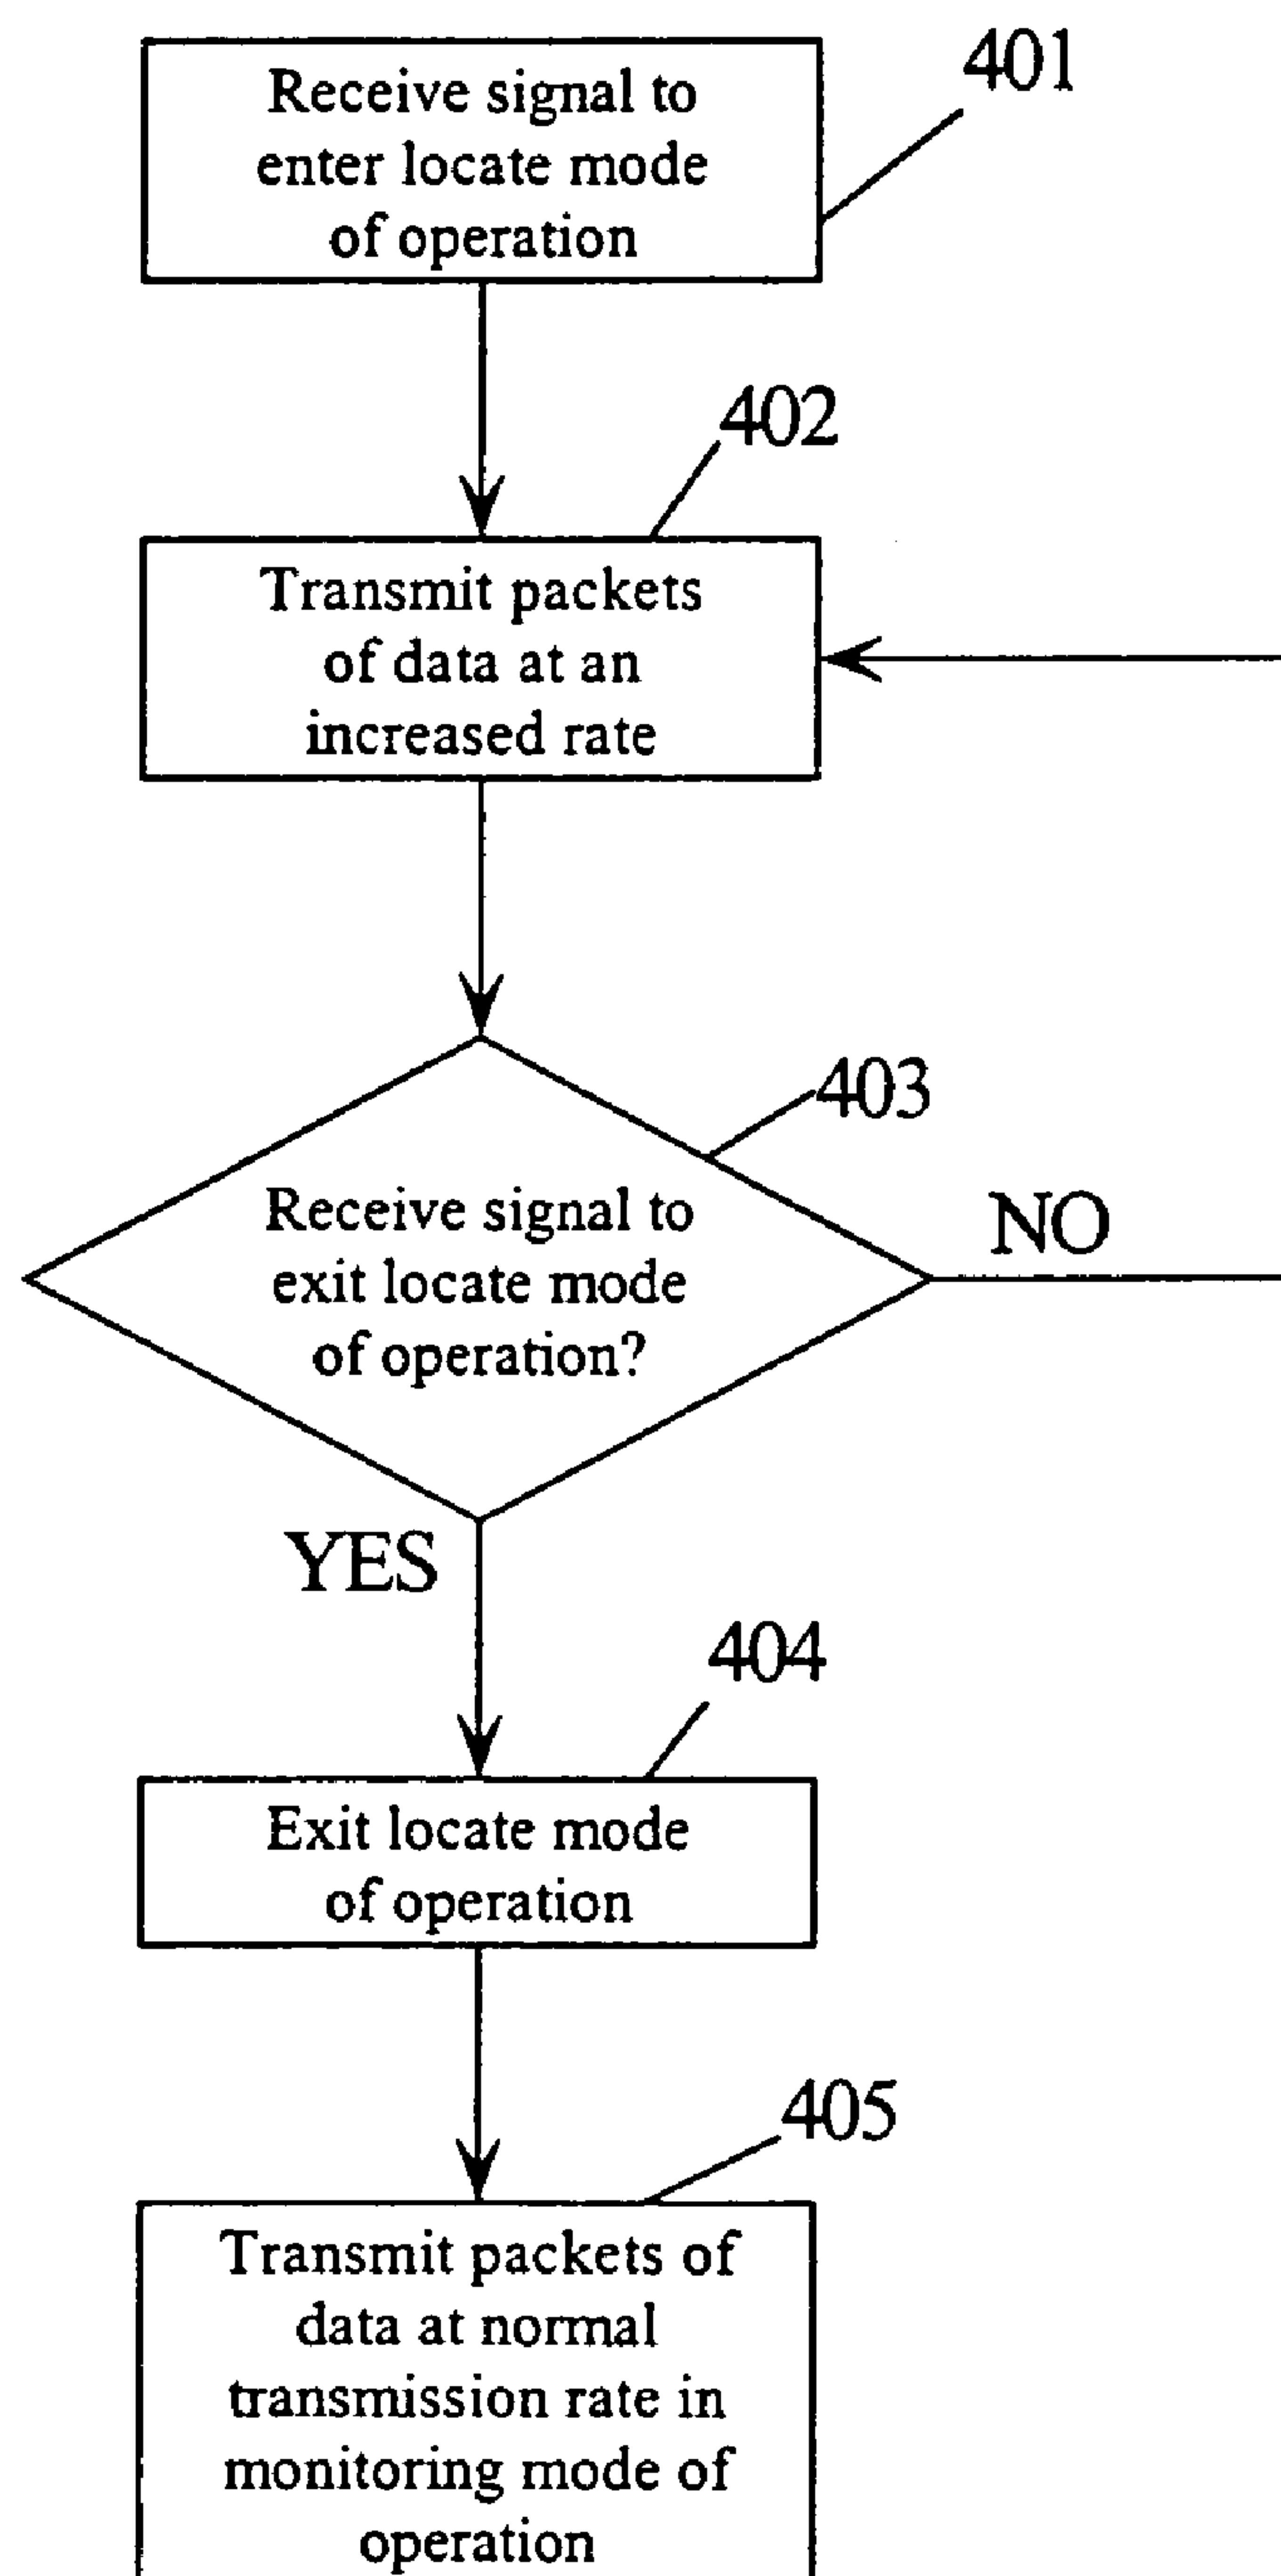 Receive signal to
enter locate mode
of operation
401
402
Transmit packets
of data at an
increased rate
403
Receive signal to
exit locate mode
of operation?
NO
YES
404
Exit locate mode
of operation
405
Transmit packets of
data at normal
transmission rate in
monitoring mode of
operation